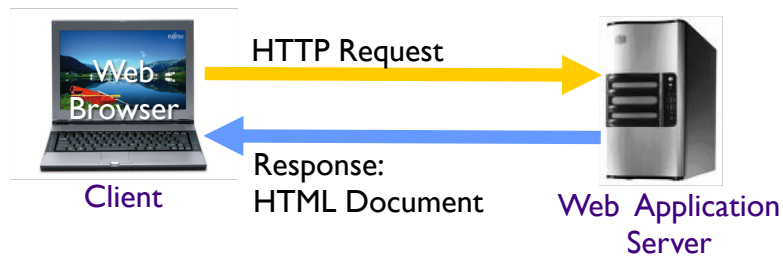 HTTP Request
Web
Browser
Response:
HTML Document
Client
Web Application
Server